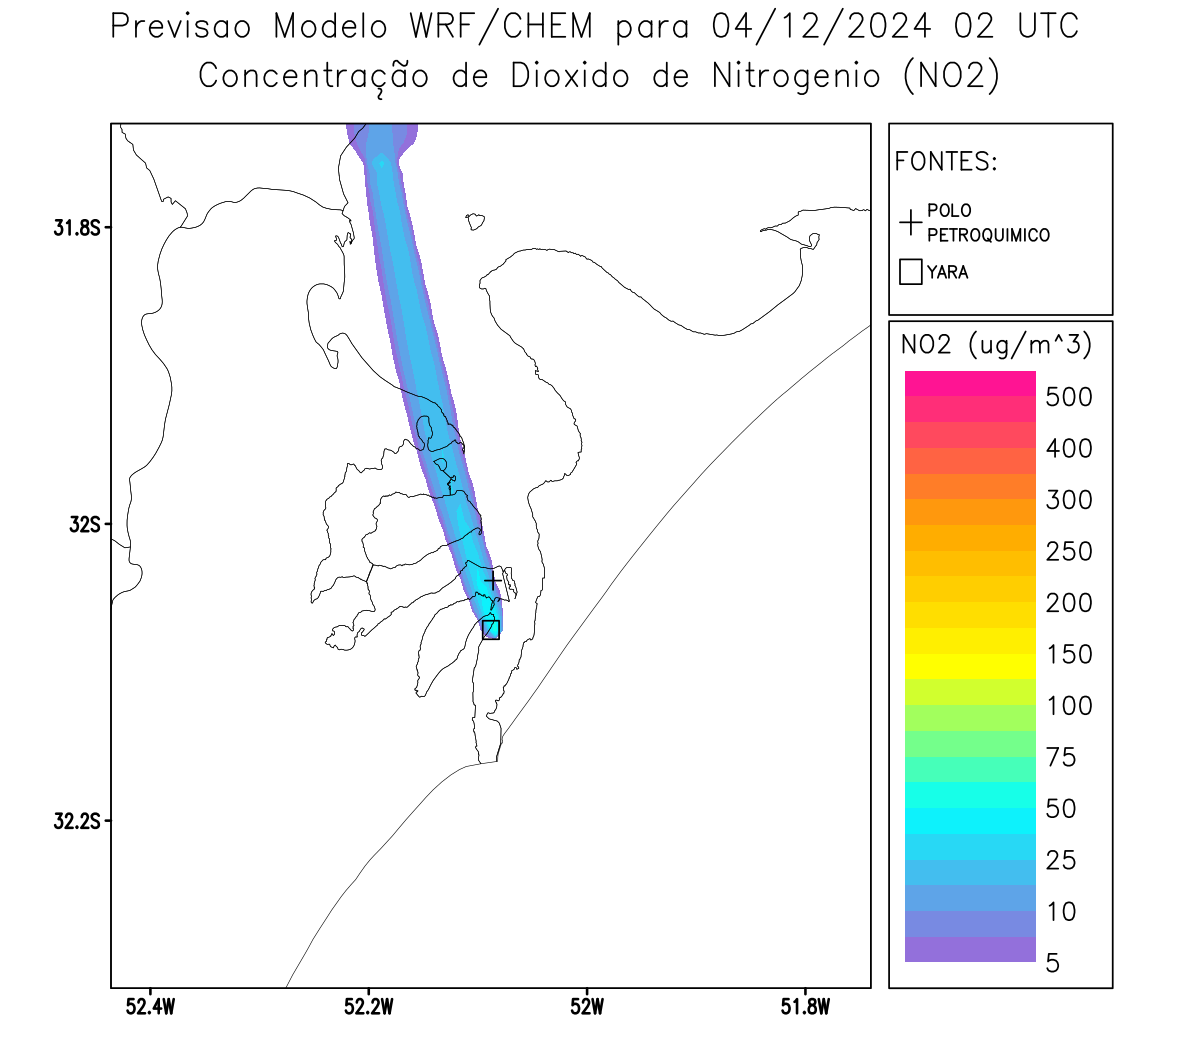 Previsao Modelo WRF/CHEM para 04/12/2024 02 UTC
Concentração de Dioxido de Nitrogenio (NO2)
FONTES:
POLO
PETROQUIMICO
YARA
NO2 (ug/m^3)
500
400
300
250
200
150
100
75
50
25
10
5
31.8S
32S
32.2S
52.4W
52.2W
52W
51.8W